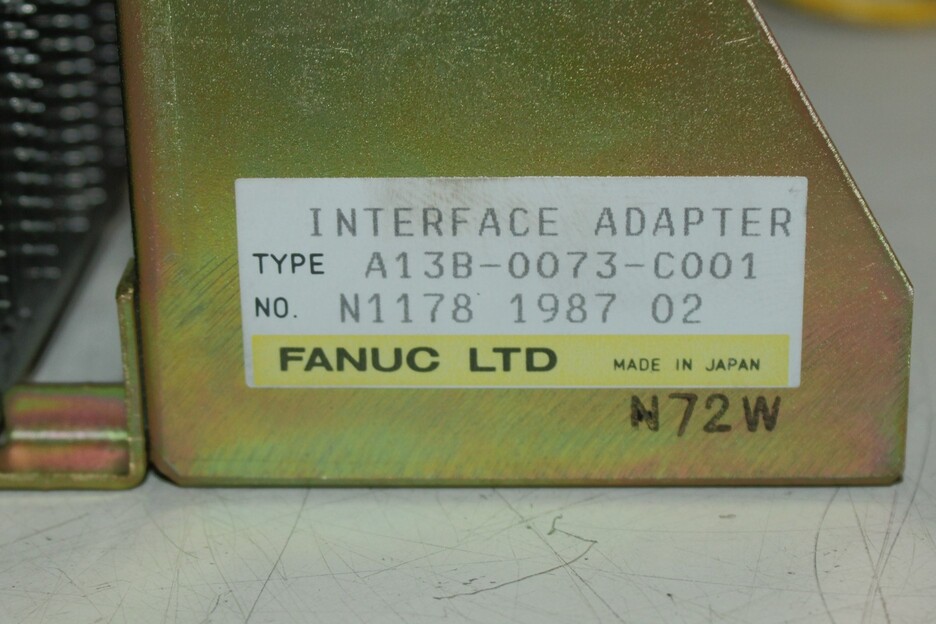 INTERFACE ADAPTER
TYPE A13B-0073-C001
NO. N1178 1987 02
FANUC LTD MADE IN JAPAN
N72W